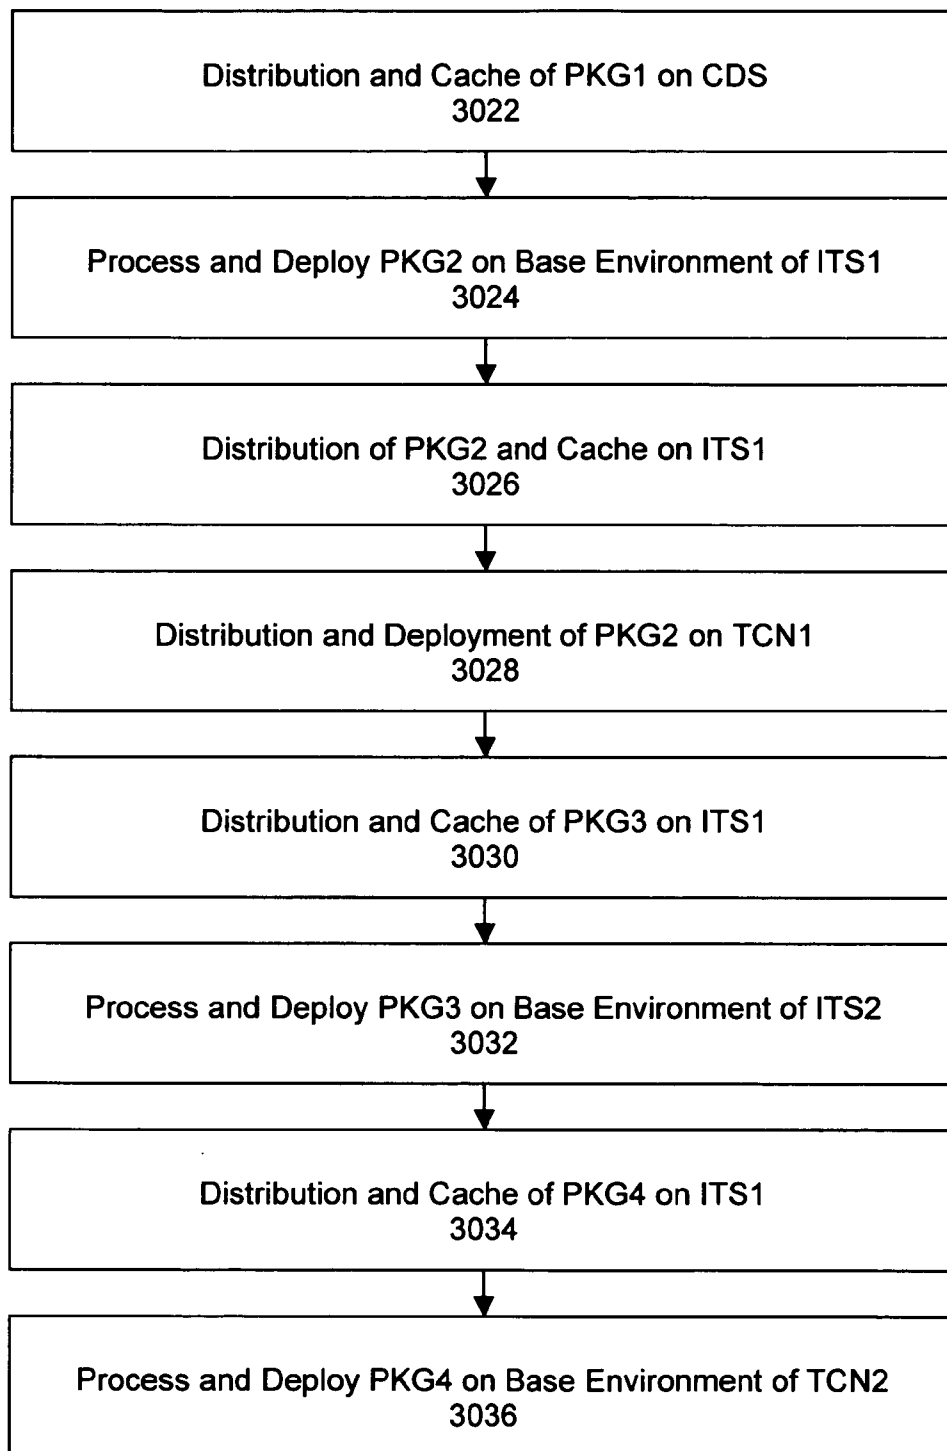 Distribution and Cache of PKG1 on CDS
3022
Process and Deploy PKG2 on Base Environment of ITS1
3024
Distribution of PKG2 and Cache on ITS1
3026
Distribution and Deployment of PKG2 on TCN1
3028
Distribution and Cache of PKG3 on ITS1
3030
Process and Deploy PKG3 on Base Environment of ITS2
3032
Distribution and Cache of PKG4 on ITS1
3034
Process and Deploy PKG4 on Base Environment of TCN2
3036